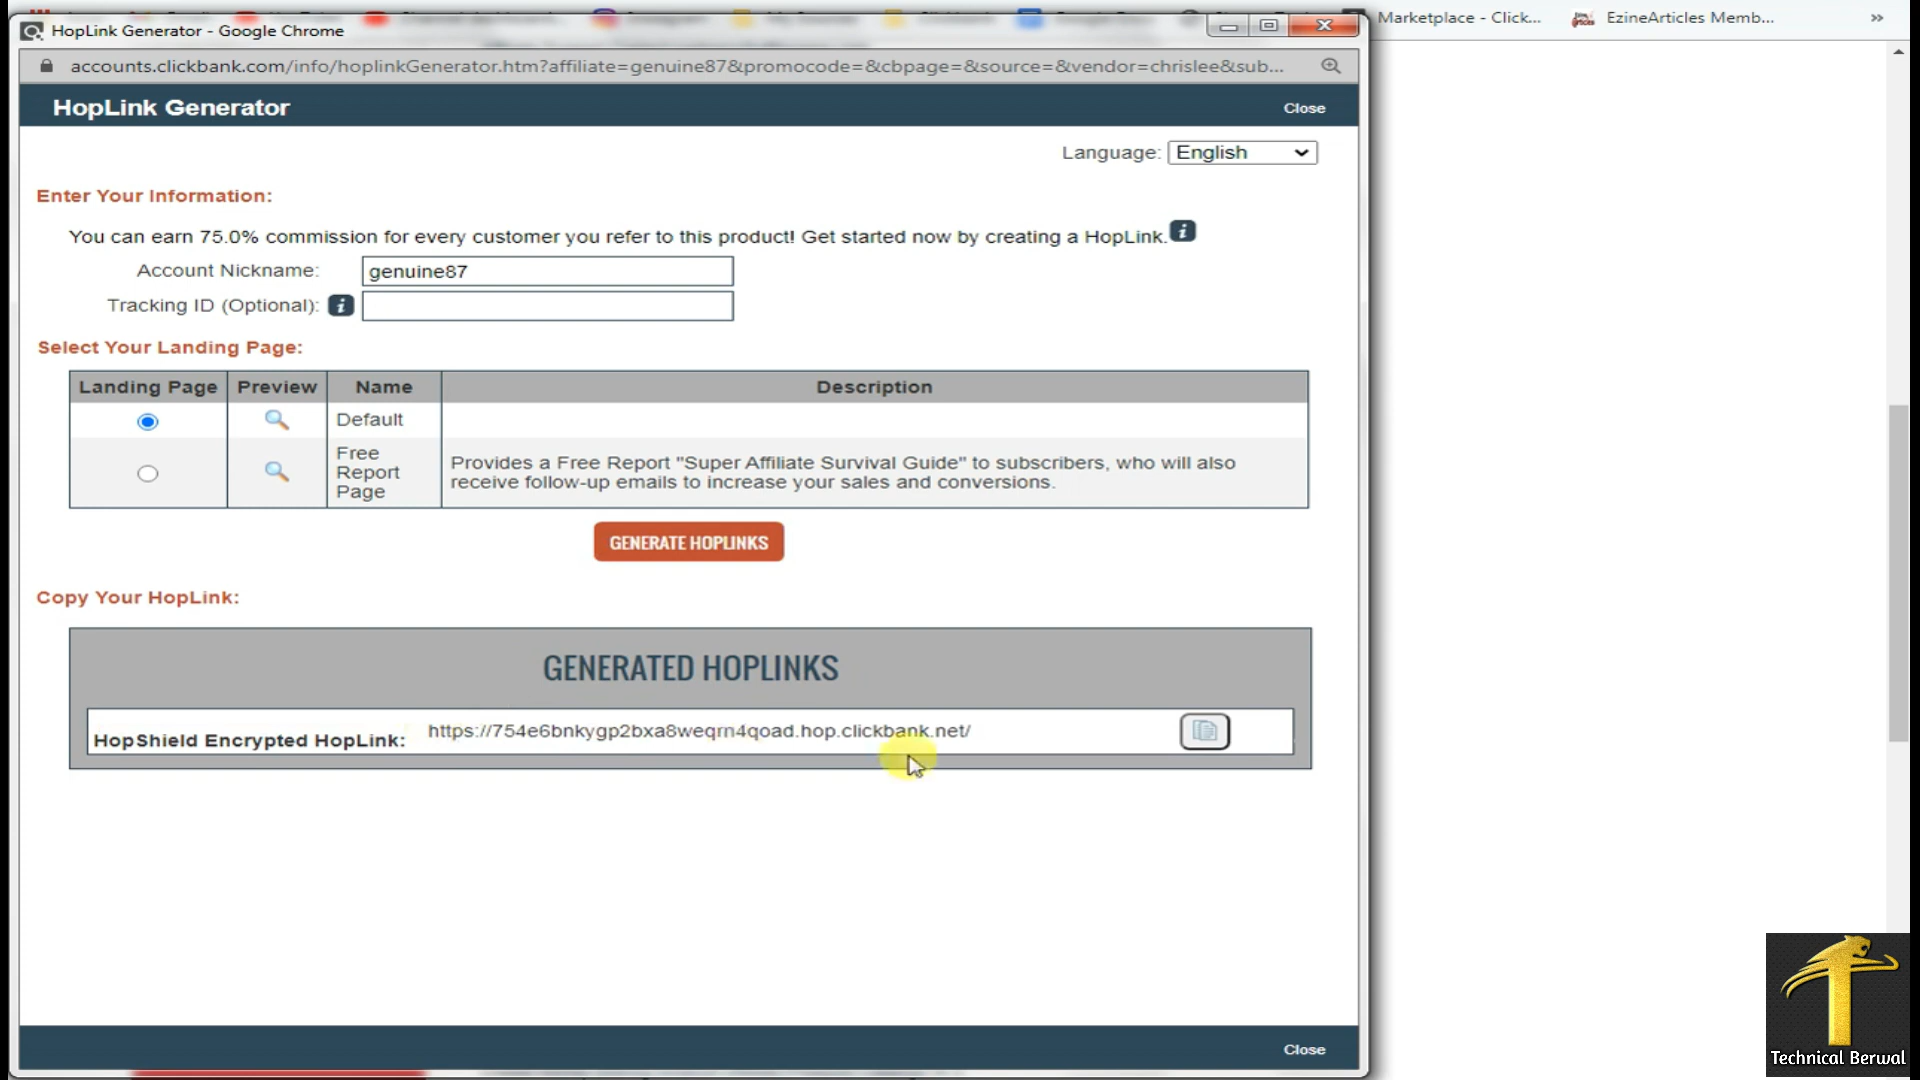 HopLink Generator - Google Chrome
Marketplace - Click...
EzineArticles Memb...
»
accounts.clickbank.com/info/hoplinkGenerator.htm?affiliate=genuine87&promocode=&cbpage=&source=&vendor=chrislee&sub...
HopLink Generator
Close
Language: English
Enter Your Information:
You can earn 75.0% commission for every customer you refer to this product! Get started now by creating a HopLink. i
Account Nickname: genuine87
Tracking ID (Optional): i
Select Your Landing Page:
Landing Page Preview Name Description
Default
Free
Report
Page
Provides a Free Report "Super Affiliate Survival Guide" to subscribers, who will also
receive follow-up emails to increase your sales and conversions.
GENERATE HOPLINKS
Copy Your HopLink:
GENERATED HOPLINKS
HopShield Encrypted HopLink: https://754e6bnkygp2bxa8weqrn4qoad.hop.clickbank.net/
Close
Technical Berwal